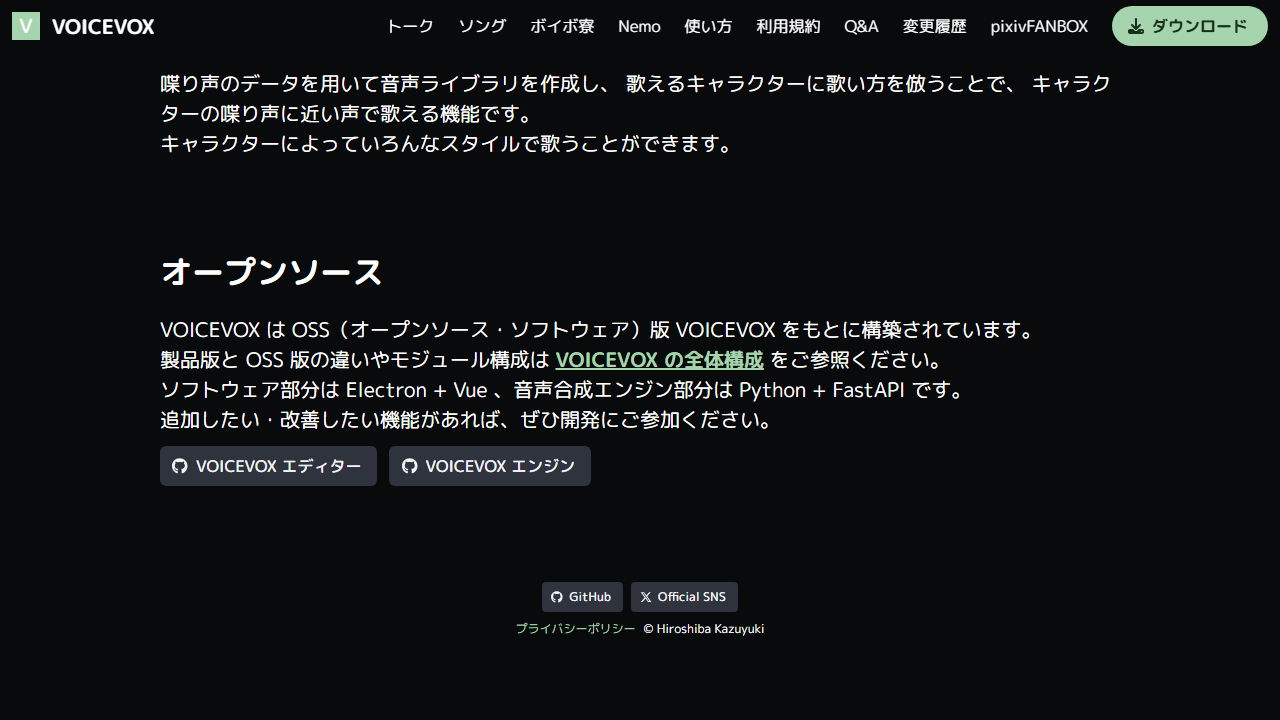 V VOICEVOX トーク ソング ボイボ寮 Nemo 使い方 利用規約 Q&A 変更履歴 pixivFANBOX ダウンロード
喋り声のデータを用いて音声ライブラリを作成し、 歌えるキャラクターに歌い方を倣うことで、 キャラク
ターの喋り声に近い声で歌える機能です。
キャラクターによっていろんなスタイルで歌うことができます。
オープンソース
VOICEVOX は OSS（オープンソース・ソフトウェア）版 VOICEVOX をもとに構築されています。
製品版と OSS 版の違いやモジュール構成は VOICEVOX の全体構成 をご参照ください。
ソフトウェア部分は Electron + Vue 、音声合成エンジン部分は Python + FastAPI です。
追加したい・改善したい機能があれば、ぜひ開発にご参加ください。
VOICEVOX エディター VOICEVOX エンジン
GitHub Official SNS
プライバシーポリシー © Hiroshiba Kazuyuki